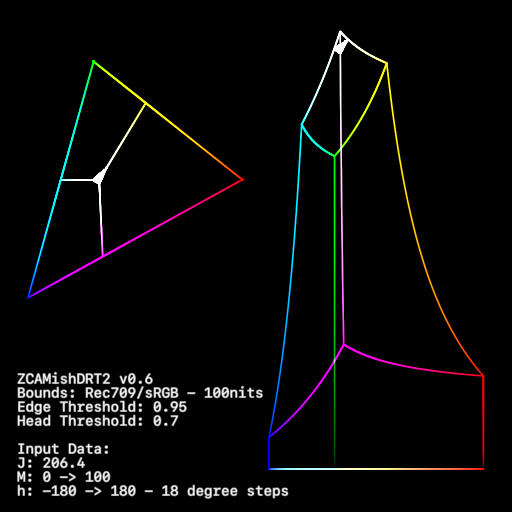 ZCAMishDRT2 v0.6
Bounds: Rec709/sRGB – 100nits
Edge Threshold: 0.95
Head Threshold: 0.7
Input Data:
J: 206.4
M: 0 -> 100
h: -180 -> 180 – 18 degree steps